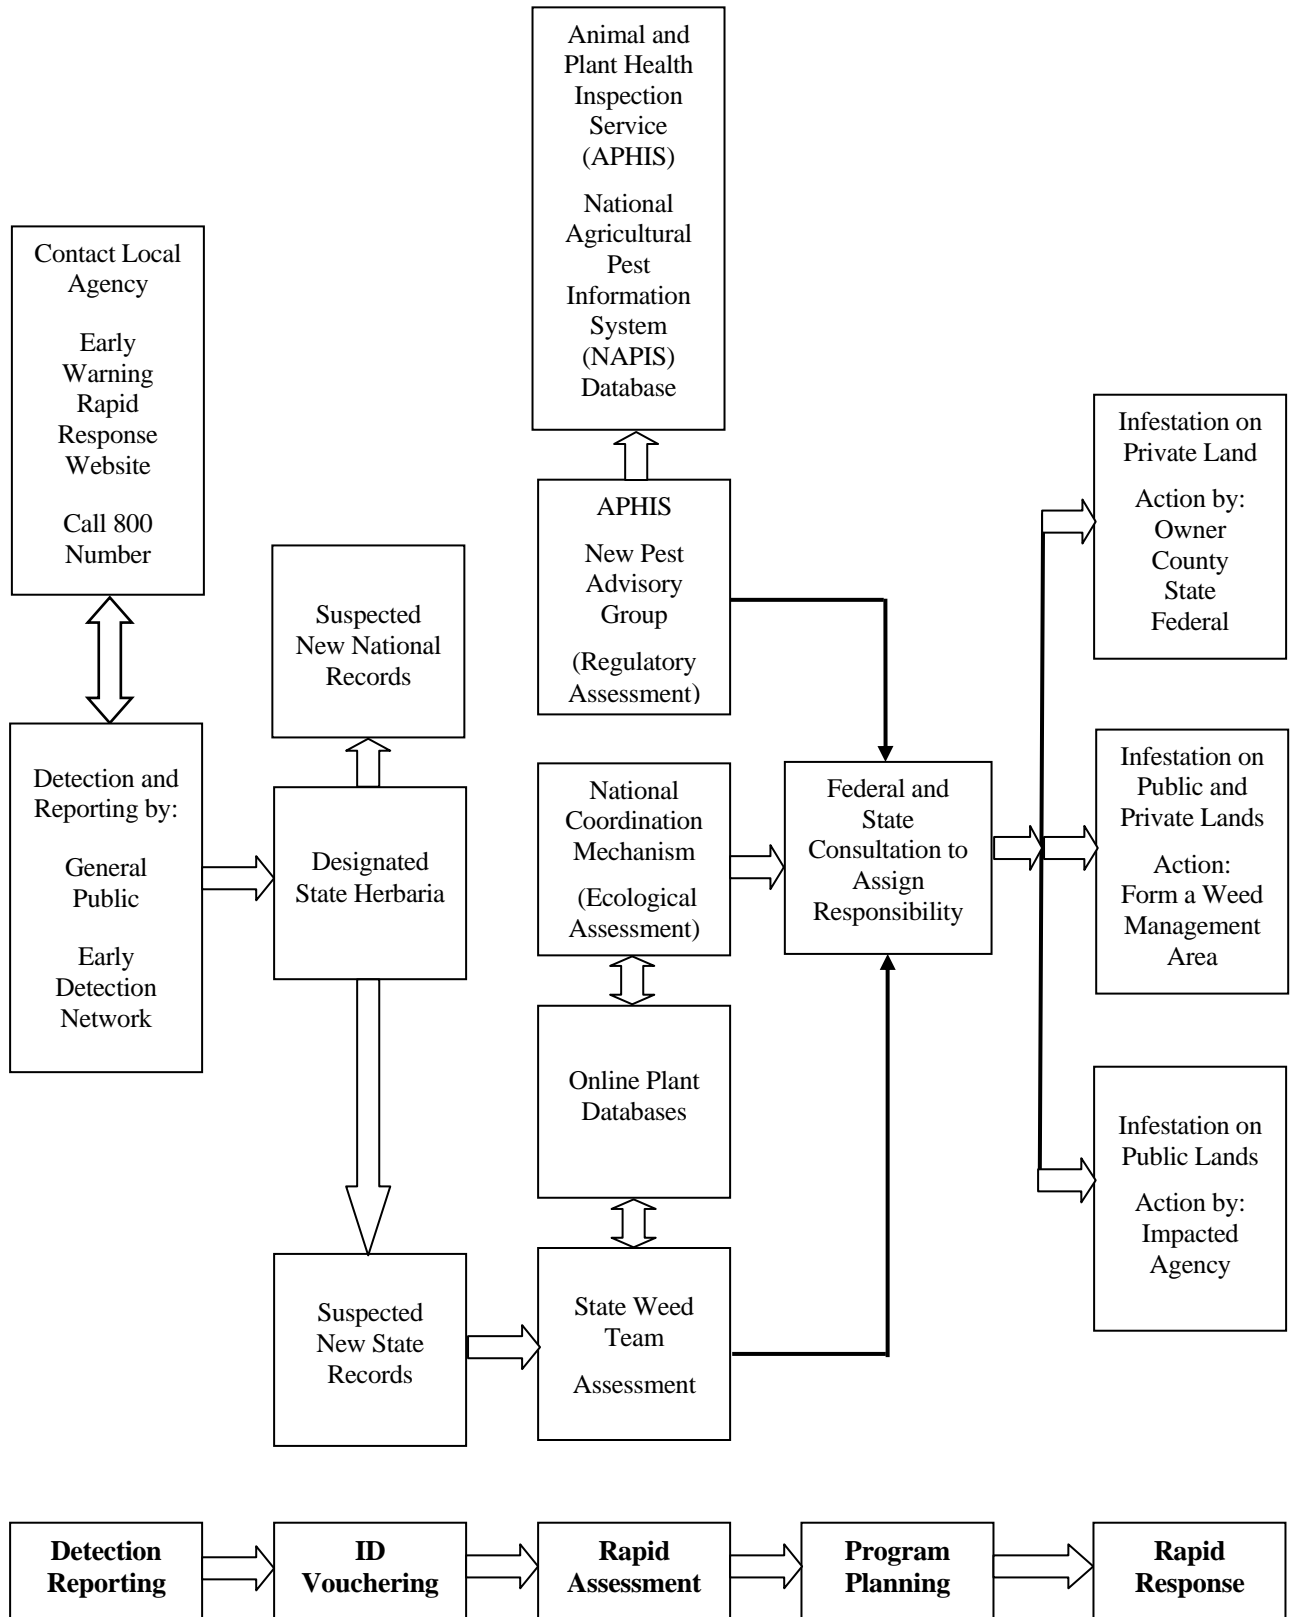 Animal and
Plant Health
Inspection
Service
(APHIS)
National
Agricultural
Pest
Information
System
(NAPIS)
Database
Contact Local
Agency
Early
Warning
Rapid
Response
Website
Call 800
Number
Detection and
Reporting by:
General
Public
Early
Detection
Network
Suspected
New National
Records
Designated
State Herbaria
Suspected
New State
Records
APHIS
New Pest
Advisory
Group
(Regulatory
Assessment)
National
Coordination
Mechanism
(Ecological
Assessment)
Online Plant
Databases
State Weed
Team
Assessment
Federal and
State
Consultation to
Assign
Responsibility
Infestation on
Private Land
Action by:
Owner
County
State
Federal
Infestation on
Public and
Private Lands
Action:
Form a Weed
Management
Area
Infestation on
Public Lands
Action by:
Impacted
Agency
Detection
Reporting
ID
Vouchering
Rapid
Assessment
Program
Planning
Rapid
Response